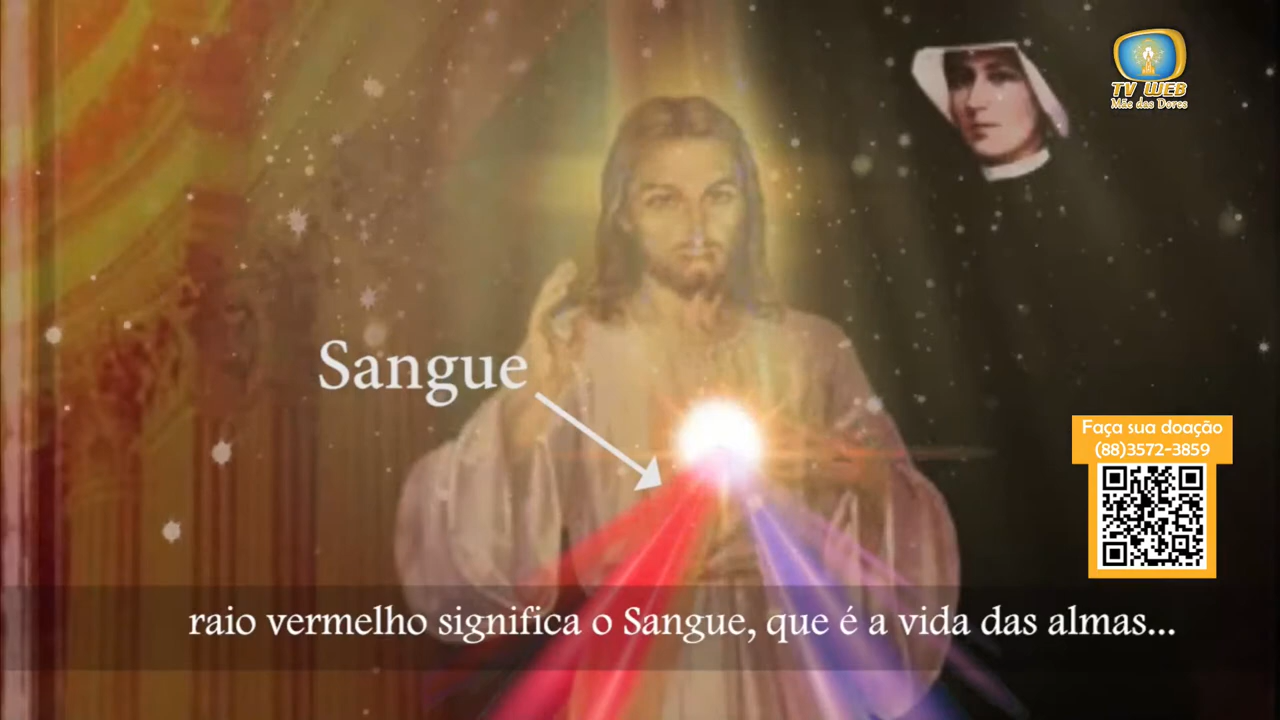 TV WEB
Mãe das Dores
Sangue
Faça sua doação
(88)3572-3859
raio vermelho significa o Sangue, que é a vida das almas...